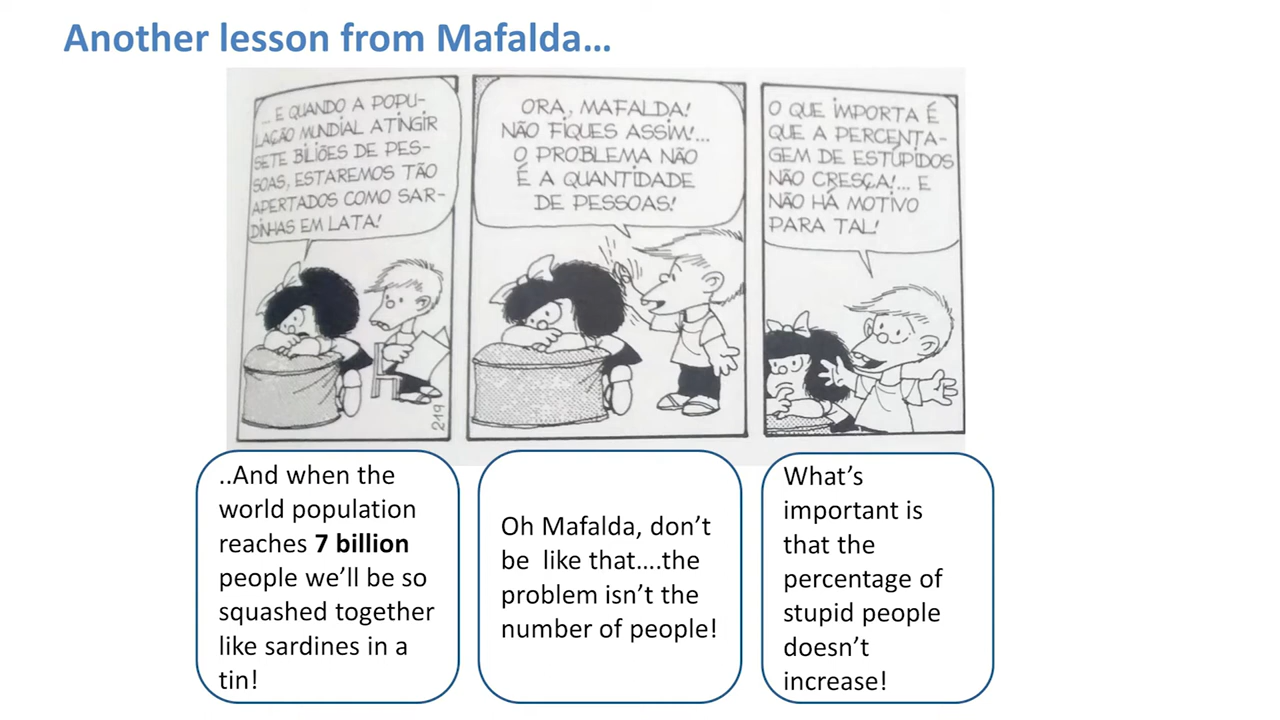 Another lesson from Mafalda…
... E QUANDO A POPU-
LAÇÃO MUNDIAL ATINGIR
SETE BILIÕES DE PES-
SOAS, ESTAREMOS TÃO
APERTADOS COMO SAR-
DINHAS EM LATA!
ORA, MAFALDA!
NÃO FIQUES ASSIM!...
O PROBLEMA NÃO
É A QUANTIDADE
DE PESSOAS!
O QUE IMPORTA É
QUE A PERCENTA-
GEM DE ESTÚPIDOS
NÃO CRESÇA!... E
NÃO HÁ MOTIVO
PARA TAL!
219
..And when the
world population
reaches 7 billion
people we’ll be so
squashed together
like sardines in a
tin!
Oh Mafalda, don’t
be like that….the
problem isn’t the
number of people!
What’s
important is
that the
percentage of
stupid people
doesn’t
increase!